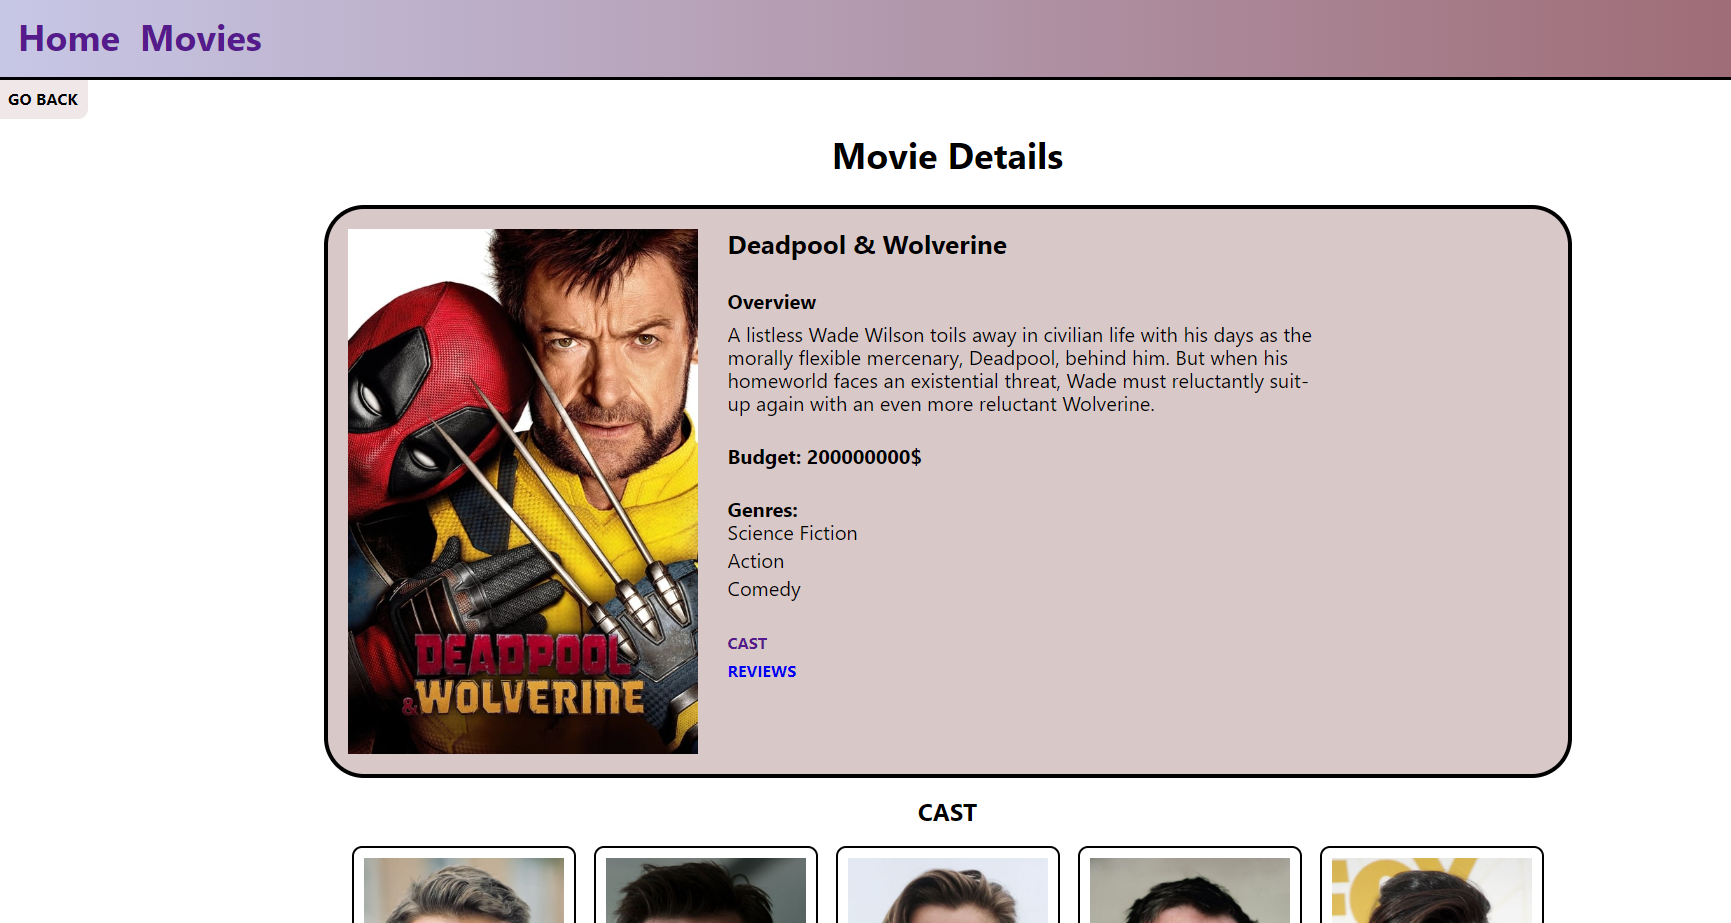 Home Movies
GO BACK
Movie Details
Deadpool & Wolverine
Overview
A listless Wade Wilson toils away in civilian life with his days as the
morally flexible mercenary, Deadpool, behind him. But when his
homeworld faces an existential threat, Wade must reluctantly suit-
up again with an even more reluctant Wolverine.
Budget: 200000000$
Genres:
Science Fiction
Action
Comedy
CAST
REVIEWS
DEADPOOL
&WOLVERINE
CAST
FOX